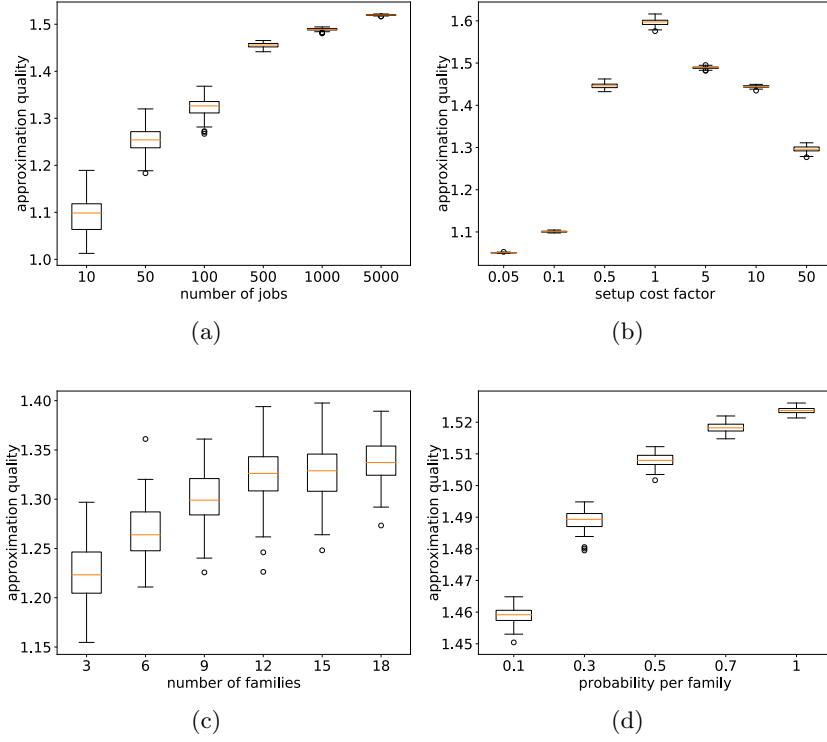 approximation quality
1.5
1.4
1.3
1.2
1.1
1.0
10 50 100 500 1000 5000
number of jobs
(a)
approximation quality
1.6
1.5
1.4
1.3
1.2
1.1
0.05 0.1 0.5 1 5 10 50
setup cost factor
(b)
approximation quality
1.40
1.35
1.30
1.25
1.20
1.15
3 6 9 12 15 18
number of families
(c)
approximation quality
1.52
1.51
1.50
1.49
1.48
1.47
1.46
1.45
0.1 0.3 0.5 0.7 1
probability per family
(d)